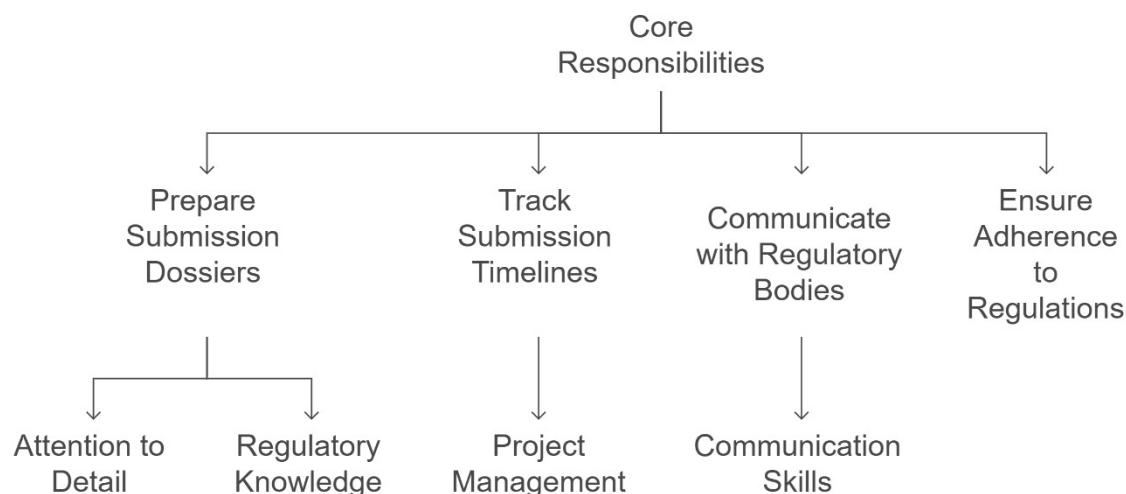 Core
Responsibilities
Prepare
Submission
Dossiers
Track
Submission
Timelines
Communicate
with Regulatory
Bodies
Ensure
Adherence
to
Regulations
Attention to
Detail
Regulatory
Knowledge
Project
Management
Communication
Skills